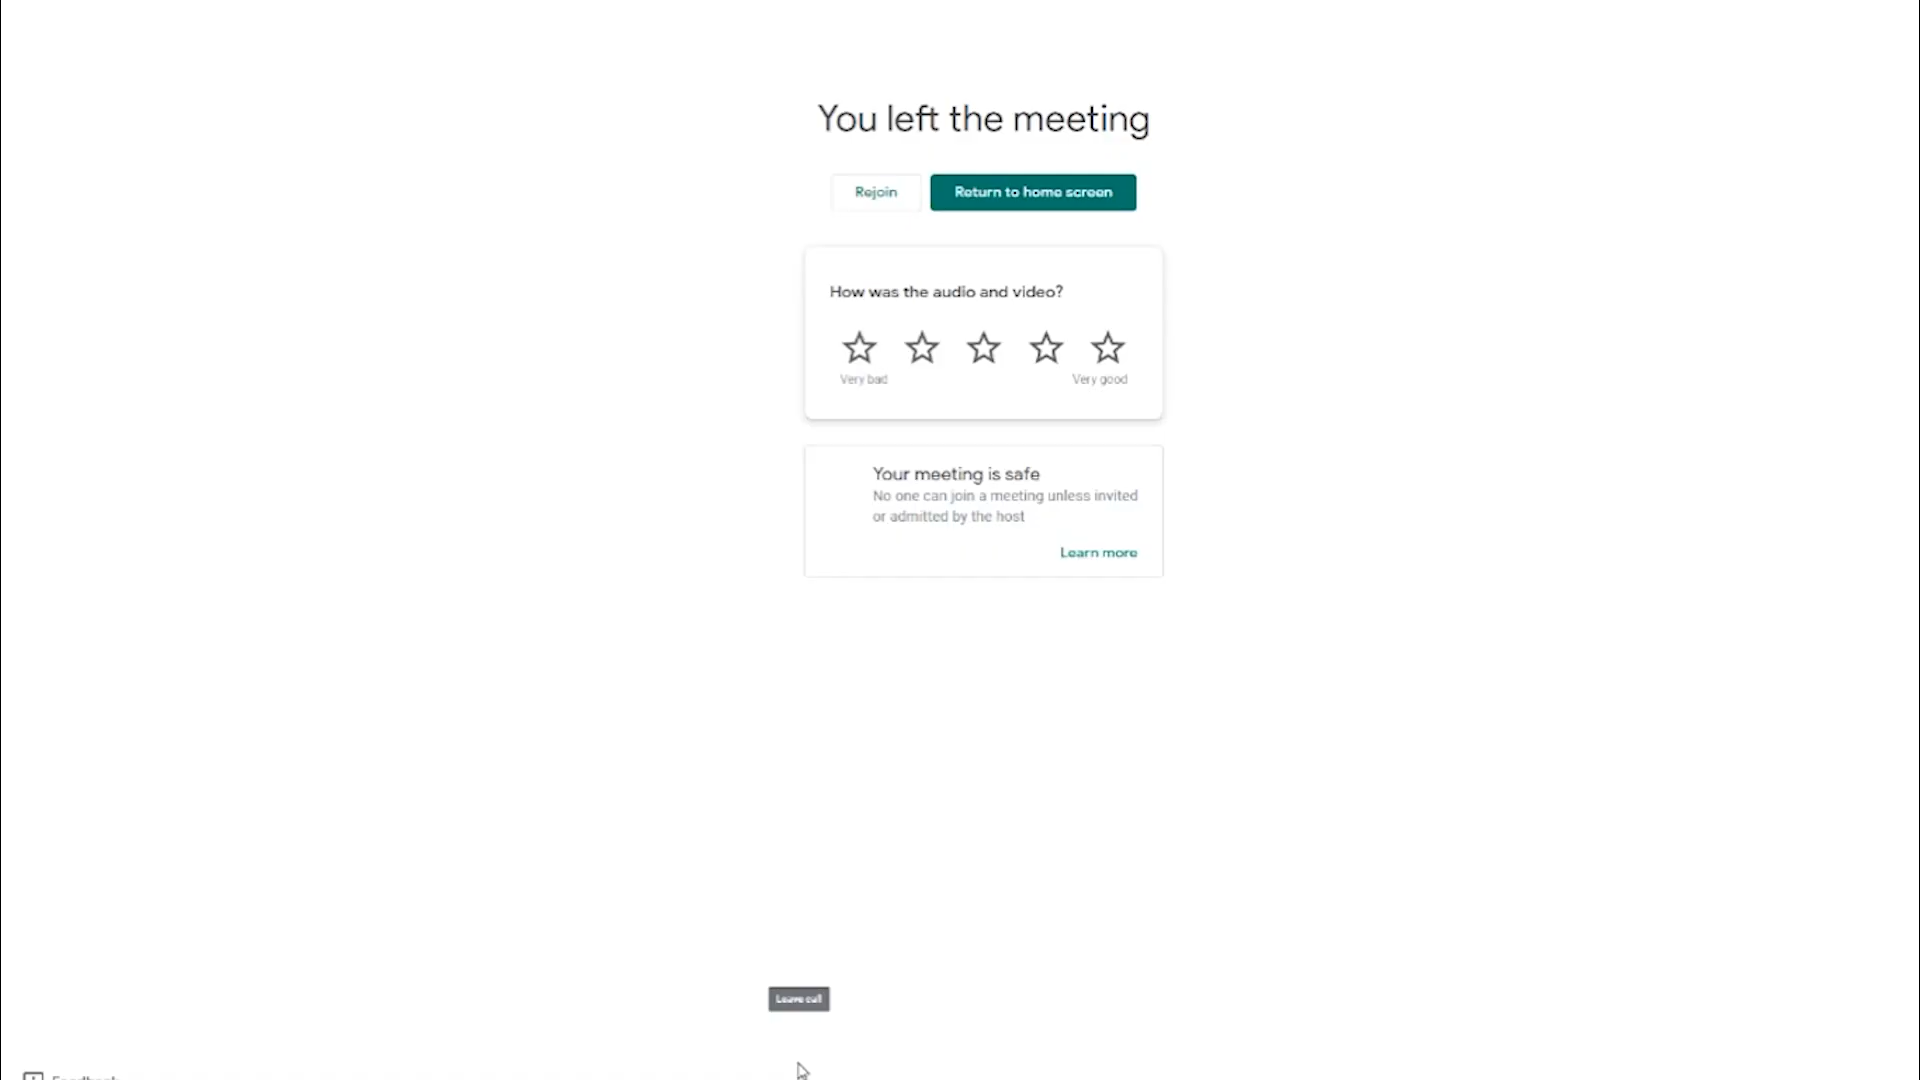 You left the meeting
Rejoin
Return to home screen
How was the audio and video?
Very bad
Very good
Your meeting is safe
No one can join a meeting unless invited
or admitted by the host
Learn more
Leave call
Feedback